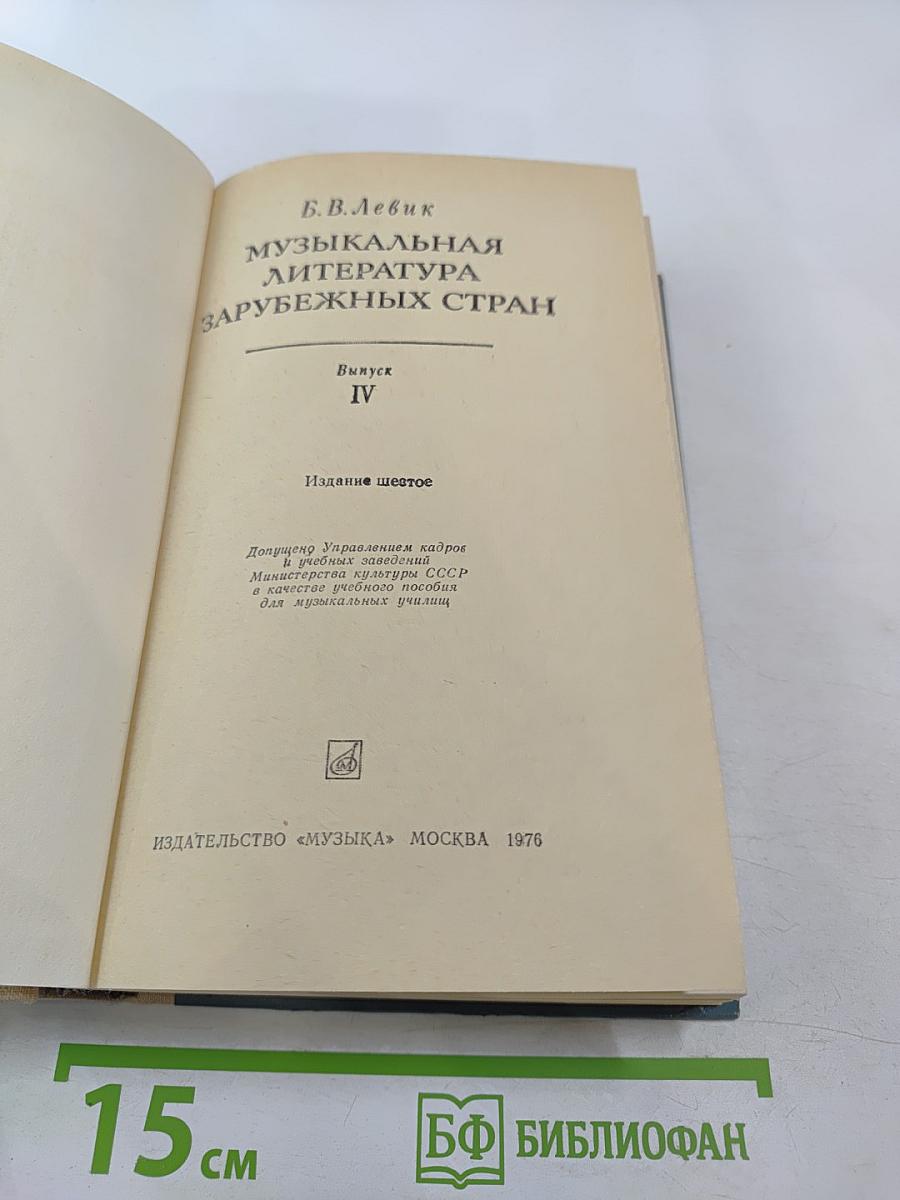 Б. В. Левик
МУЗЫКАЛЬНАЯ
ЛИТЕРАТУРА
ЗАРУБЕЖНЫХ СТРАН
Выпуск
IV
Издание шестое
Допущено Управлением кадров
и учебных заведений
Министерства культуры СССР
в качестве учебного пособия
для музыкальных училищ
М
ИЗДАТЕЛЬСТВО «МУЗЫКА» МОСКВА 1976
15 см
БФ БИБЛИОФАН